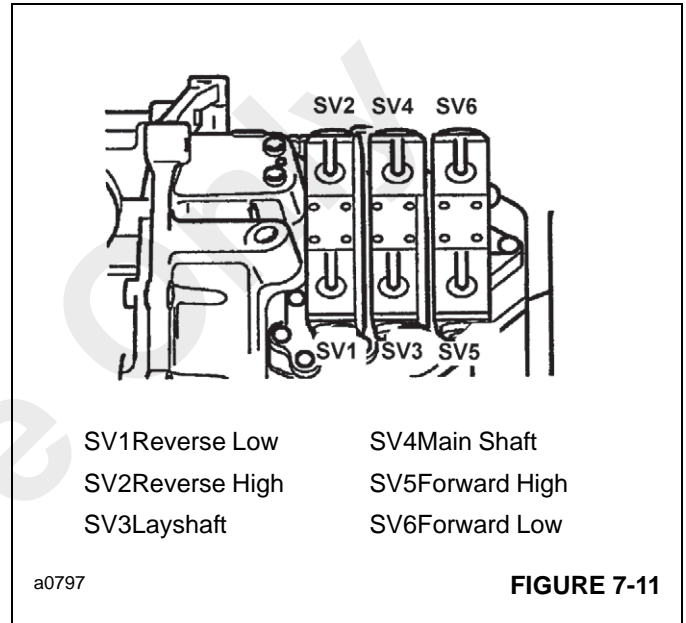 SV2 SV4 SV6
SV1 SV3 SV5
SV1Reverse Low
SV2Reverse High
SV3Layshaft
SV4Main Shaft
SV5Forward High
SV6Forward Low
a0797
FIGURE 7-11
e Only